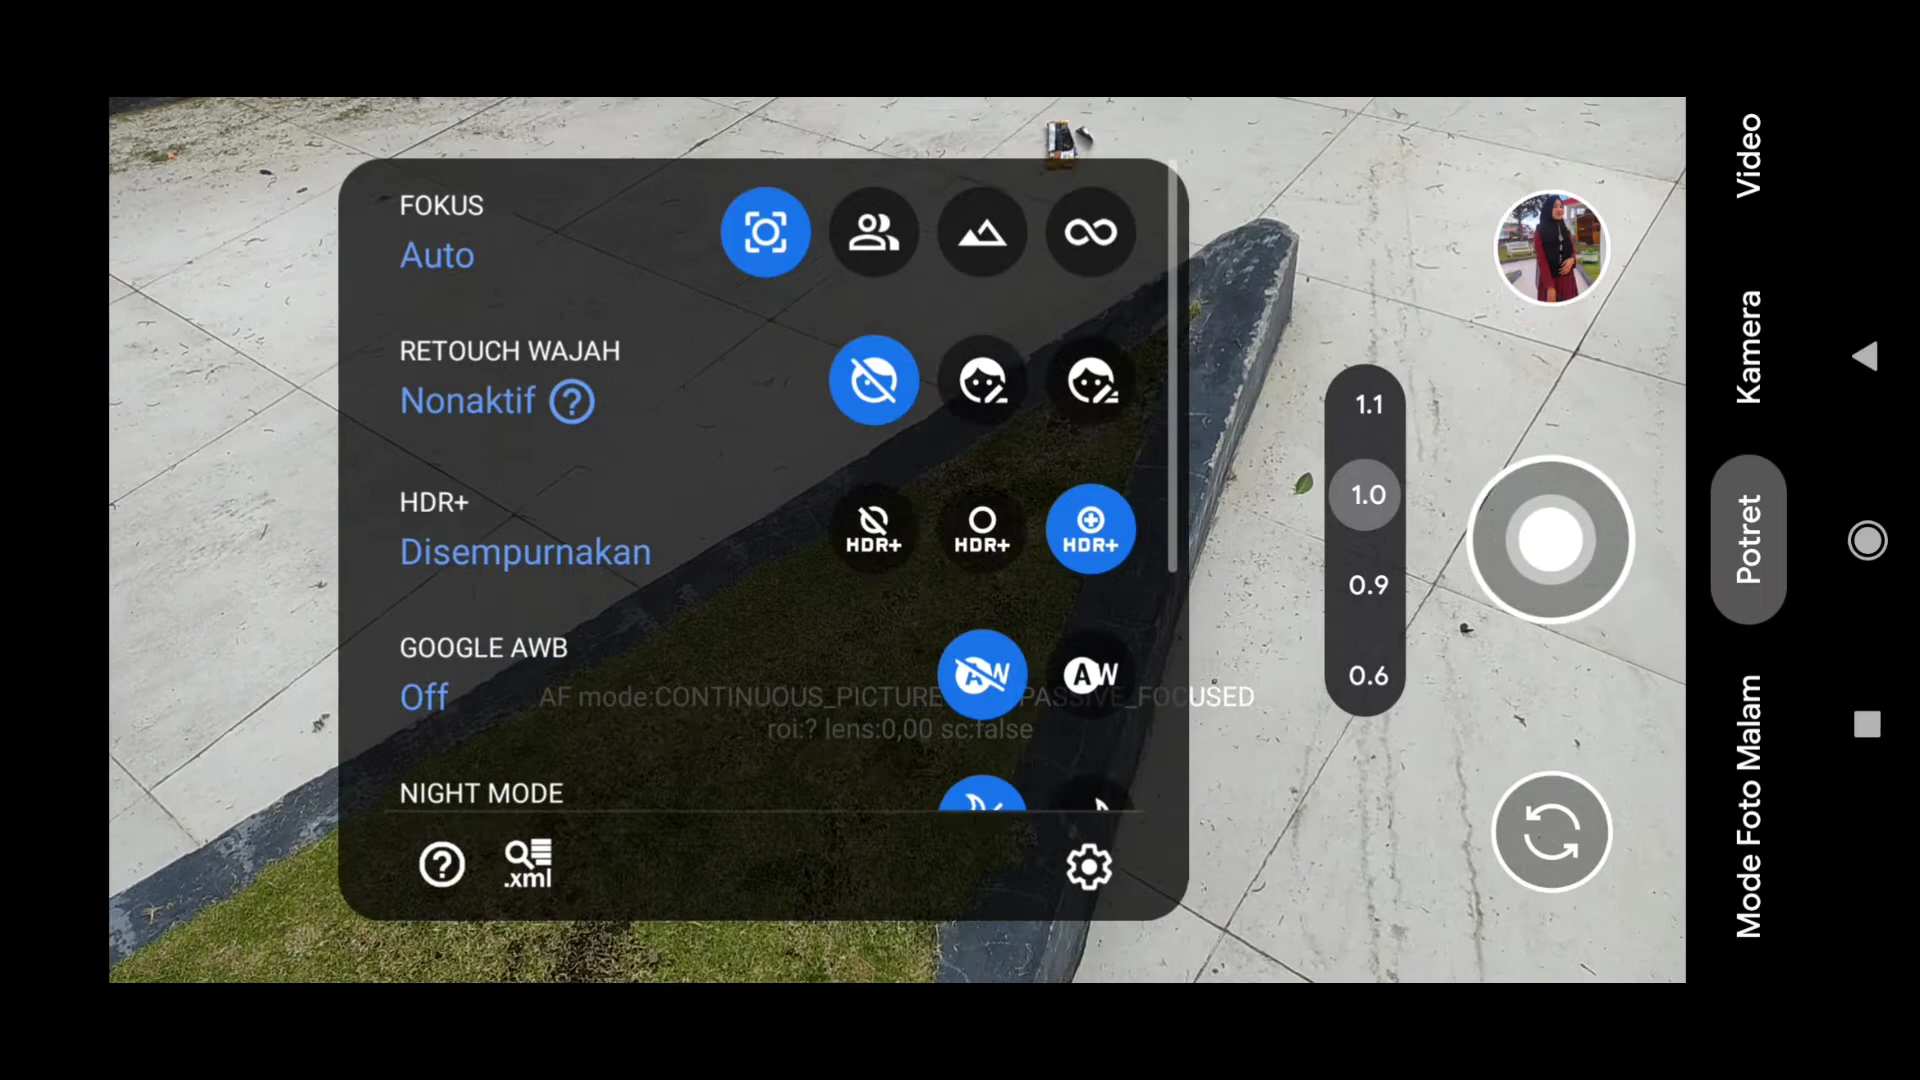 FOKUS
Auto
RETOUCH WAJAH
Nonaktif ?
HDR+
Disempurnakan
HDR+
HDR+
HDR+
GOOGLE AWB
Off
AW
AW
AF mode:CONTINUOUS_PICTURE PASSIVE_FOCUSED
roi:? lens:0,00 sc:false
NIGHT MODE
?
.xml
1.1
1.0
0.9
0.6
Video
Kamera
Potret
Mode Foto Malam